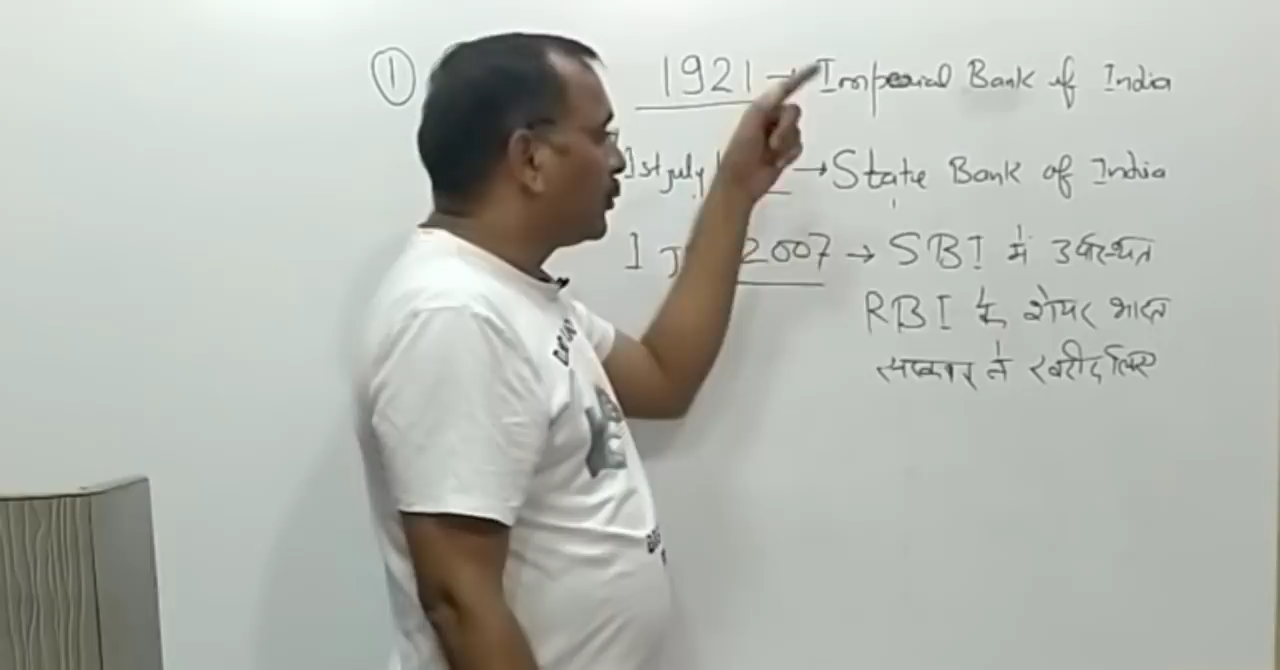 ① 1921 → Imperial Bank of India
1st july → State Bank of India
1 2007 → SBI में उपस्थित
RBI के शेयर भारत
सरकार ने खरीद लिए